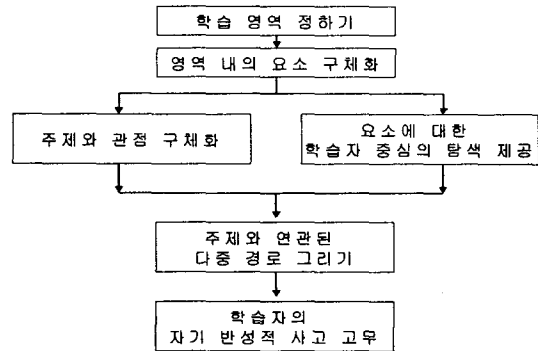 학습 영역 정하기
영역 내의 요소 구체화
주제와 관점 구체화
요소에 대한
학습자 중심의 탐색 제공
주제와 연관된
다중 경로 그리기
학습자의
자기 반성적 사고 고무